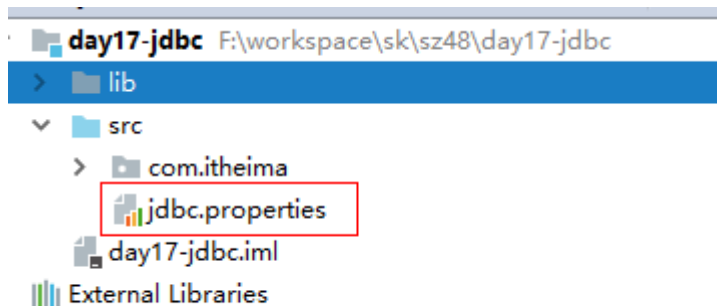 day17-jdbc F:\workspace\sk\sz48\day17-jdbc
lib
src
com.itheima
jdbc.properties
day17-jdbc.iml
External Libraries